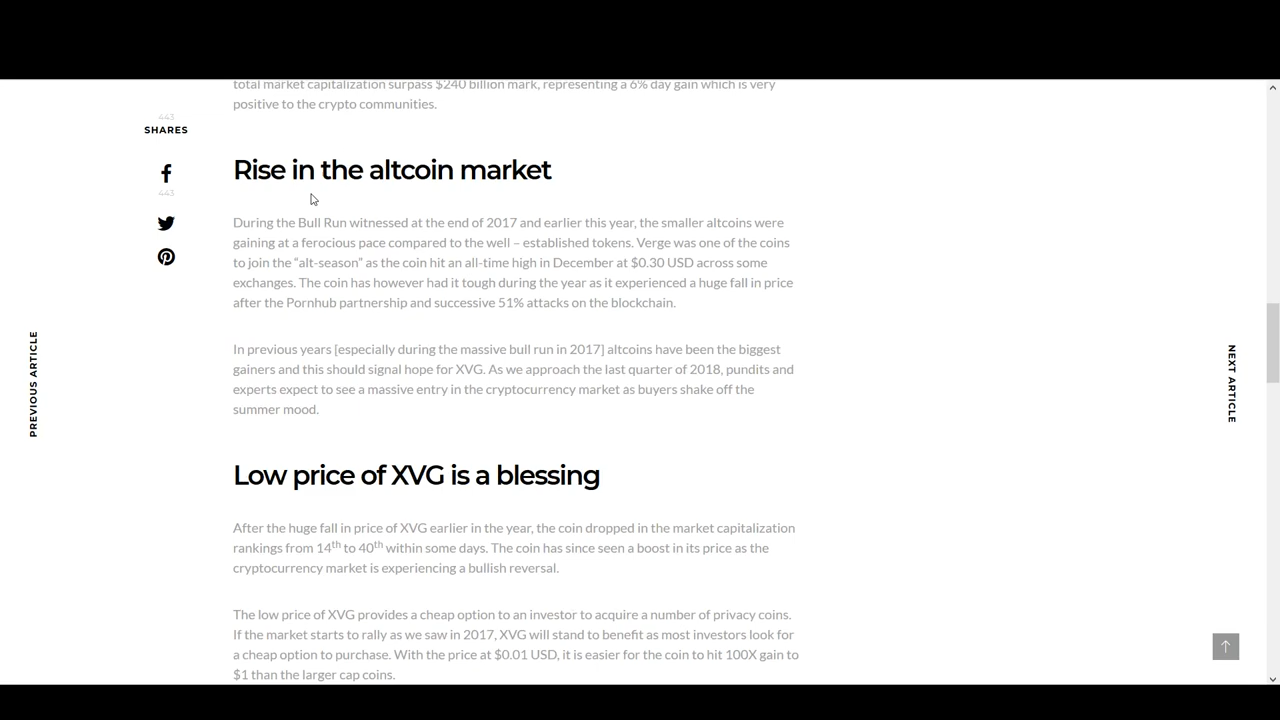 total market capitalization surpass $240 billion mark, representing a 6% day gain which is very
positive to the crypto communities.
443
SHARES
443
Rise in the altcoin market
During the Bull Run witnessed at the end of 2017 and earlier this year, the smaller altcoins were
gaining at a ferocious pace compared to the well – established tokens. Verge was one of the coins
to join the “alt-season” as the coin hit an all-time high in December at $0.30 USD across some
exchanges. The coin has however had it tough during the year as it experienced a huge fall in price
after the Pornhub partnership and successive 51% attacks on the blockchain.
In previous years [especially during the massive bull run in 2017] altcoins have been the biggest
gainers and this should signal hope for XVG. As we approach the last quarter of 2018, pundits and
experts expect to see a massive entry in the cryptocurrency market as buyers shake off the
summer mood.
PREVIOUS ARTICLE
NEXT ARTICLE
Low price of XVG is a blessing
After the huge fall in price of XVG earlier in the year, the coin dropped in the market capitalization
rankings from 14th to 40th within some days. The coin has since seen a boost in its price as the
cryptocurrency market is experiencing a bullish reversal.
The low price of XVG provides a cheap option to an investor to acquire a number of privacy coins.
If the market starts to rally as we saw in 2017, XVG will stand to benefit as most investors look for
a cheap option to purchase. With the price at $0.01 USD, it is easier for the coin to hit 100X gain to
$1 than the larger cap coins.